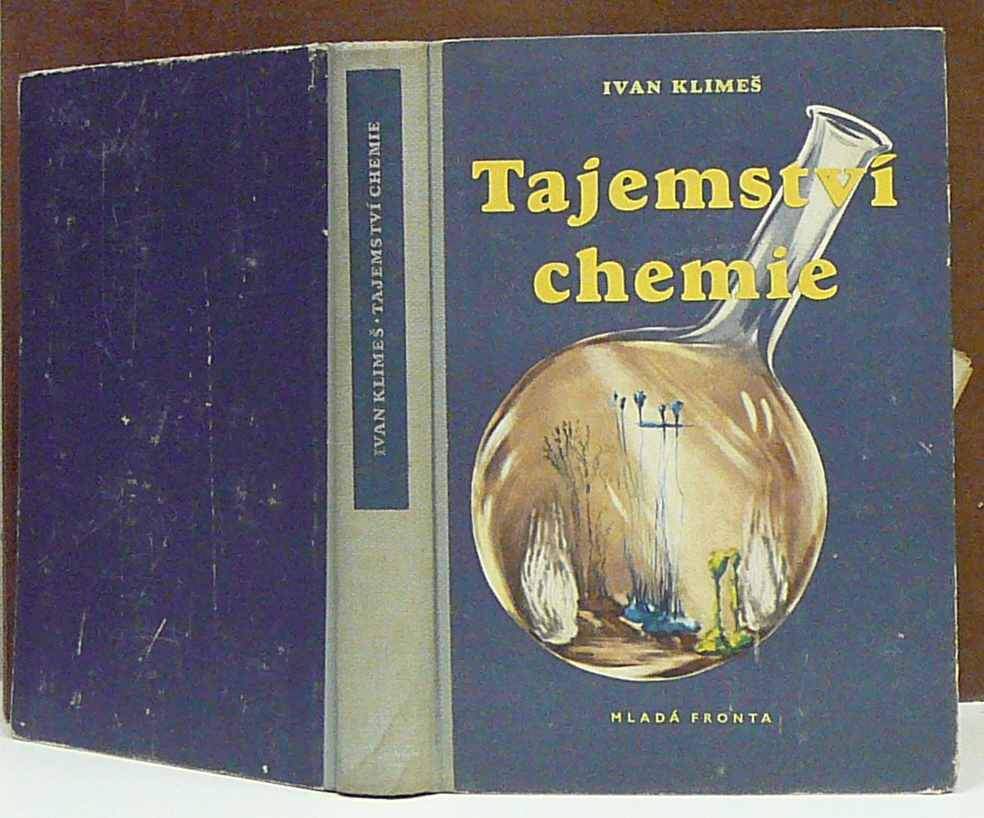 IVAN KLIMEŠ · TAJEMSTVÍ CHEMIE
IVAN KLIMEŠ
Tajemství
chemie
MLADÁ FRONTA